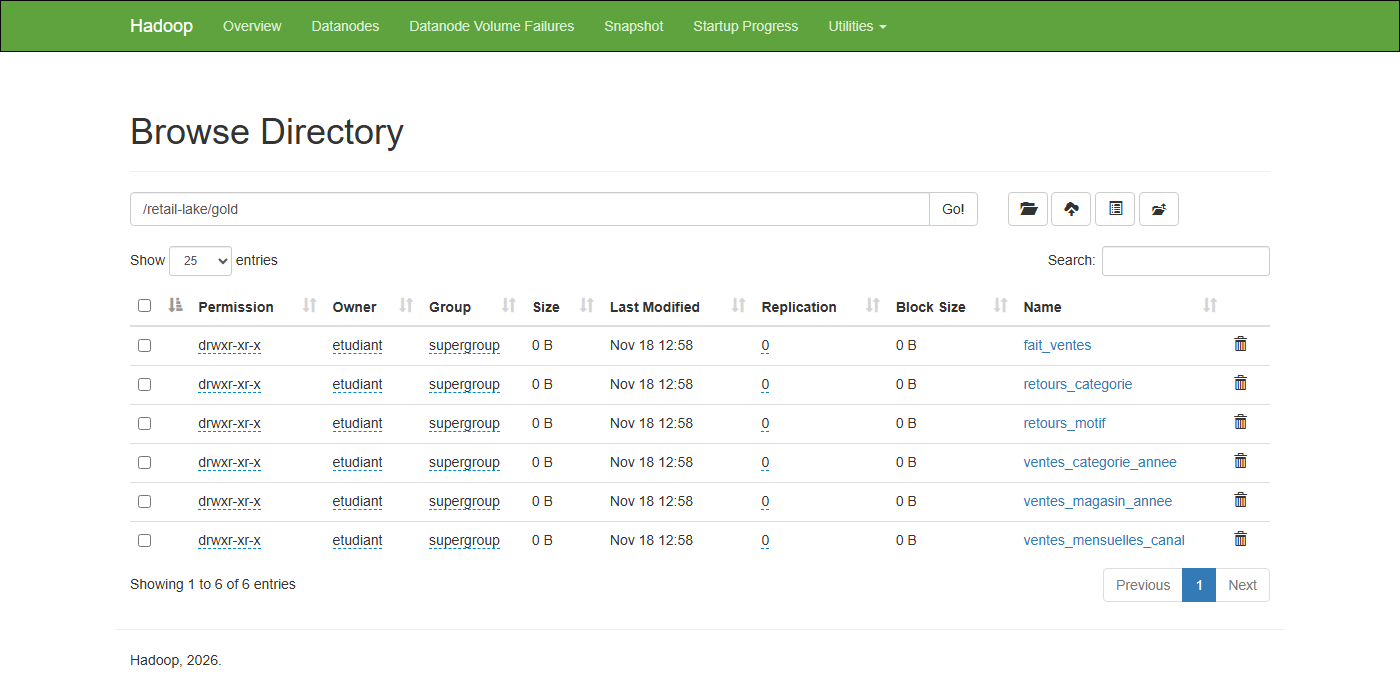 Hadoop Overview Datanodes Datanode Volume Failures Snapshot Startup Progress Utilities
Browse Directory
/retail-lake/gold Go!
Show 25 entries Search:
Permission Owner Group Size Last Modified Replication Block Size Name
drwxr-xr-x etudiant supergroup 0 B Nov 18 12:58 0 0 B fait_ventes
drwxr-xr-x etudiant supergroup 0 B Nov 18 12:58 0 0 B retours_categorie
drwxr-xr-x etudiant supergroup 0 B Nov 18 12:58 0 0 B retours_motif
drwxr-xr-x etudiant supergroup 0 B Nov 18 12:58 0 0 B ventes_categorie_annee
drwxr-xr-x etudiant supergroup 0 B Nov 18 12:58 0 0 B ventes_magasin_annee
drwxr-xr-x etudiant supergroup 0 B Nov 18 12:58 0 0 B ventes_mensuelles_canal
Showing 1 to 6 of 6 entries Previous 1 Next
Hadoop, 2026.